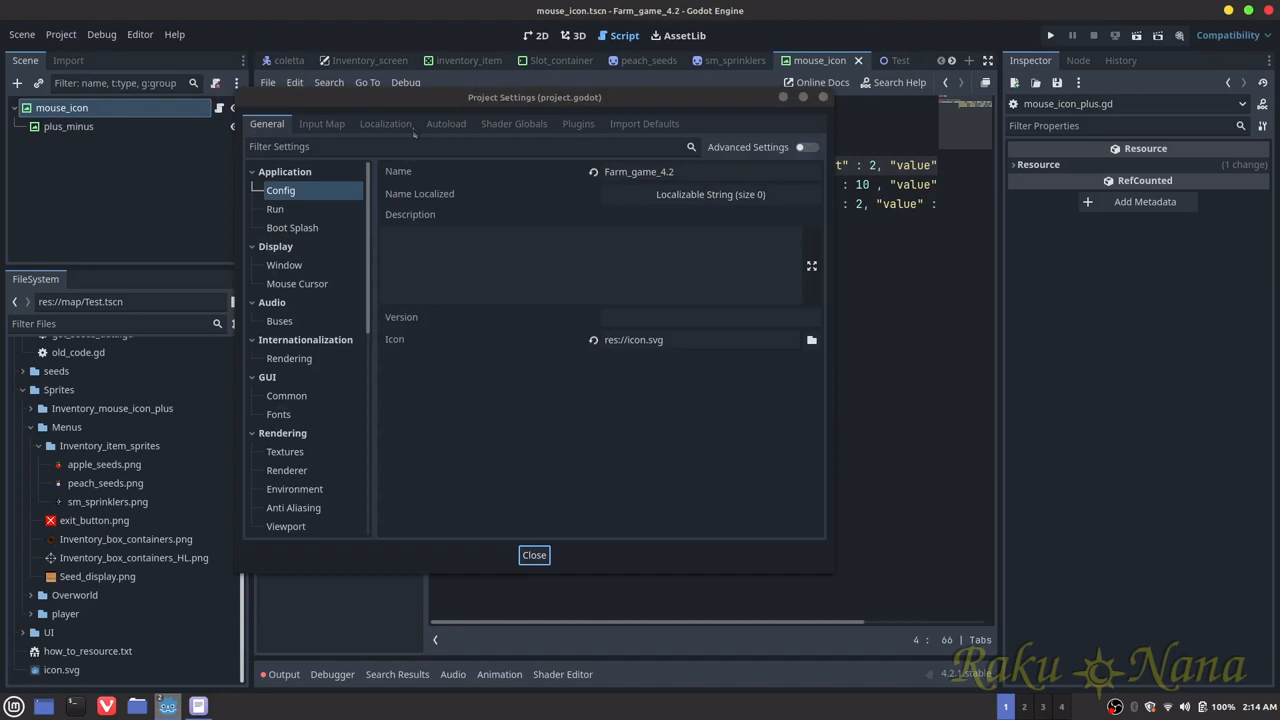 mouse_icon.tscn - Farm_game_4.2 - Godot Engine
Scene Project Debug Editor Help
2D 3D Script AssetLib
Compatibility
Scene Import
coletta Inventory_screen inventory_item Slot_container peach_seeds sm_sprinklers mouse_icon Test
Inspector Node History
Filter: name, t:type, g:group
File Edit Search Go To Debug
Online Docs Search Help
mouse_icon
plus_minus
mouse_icon_plus.gd
Filter Properties
Resource
Resource (1 change)
RefCounted
Add Metadata
Project Settings (project.godot)
General Input Map Localization Autoload Shader Globals Plugins Import Defaults
Filter Settings
Advanced Settings
Application
Config
Run
Boot Splash
Display
Window
Mouse Cursor
Audio
Buses
Internationalization
Rendering
GUI
Common
Fonts
Rendering
Textures
Renderer
Environment
Anti Aliasing
Viewport
Name Farm_game_4.2
Name Localized Localizable String (size 0)
Description
Version
Icon res://icon.svg
Close
t" : 2, "value"
: 10 , "value"
: 2, "value" :
FileSystem
res://map/Test.tscn
Filter Files
old_code.gd
seeds
Sprites
Inventory_mouse_icon_plus
Menus
Inventory_item_sprites
apple_seeds.png
peach_seeds.png
sm_sprinklers.png
exit_button.png
Inventory_box_containers.png
Inventory_box_containers_HL.png
Seed_display.png
Overworld
player
UI
how_to_resource.txt
icon.svg
4 : 66 | Tabs
Output Debugger Search Results Audio Animation Shader Editor
4.2.1.stable
Raku Nana
2
1 2 3 4
100% 2:14 AM